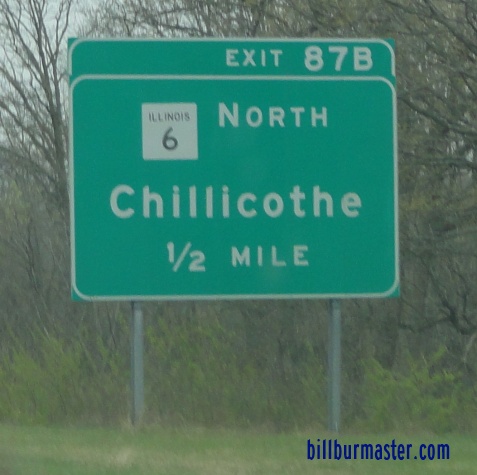 EXIT 87B
ILLINOIS
6 NORTH
Chillicothe
1/2 MILE
billburmaster.com